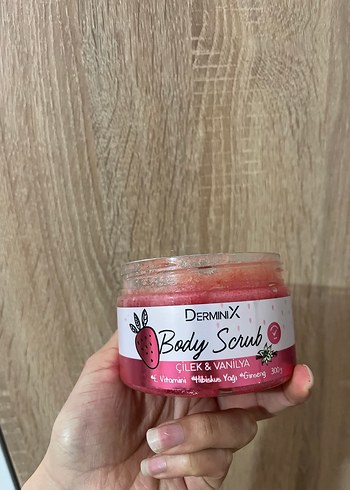 DERMINIX
Body Scrub
ÇİLEK & VANİLYA
*E Vitamini *Hibiskus Yağı *Ginseng 300g